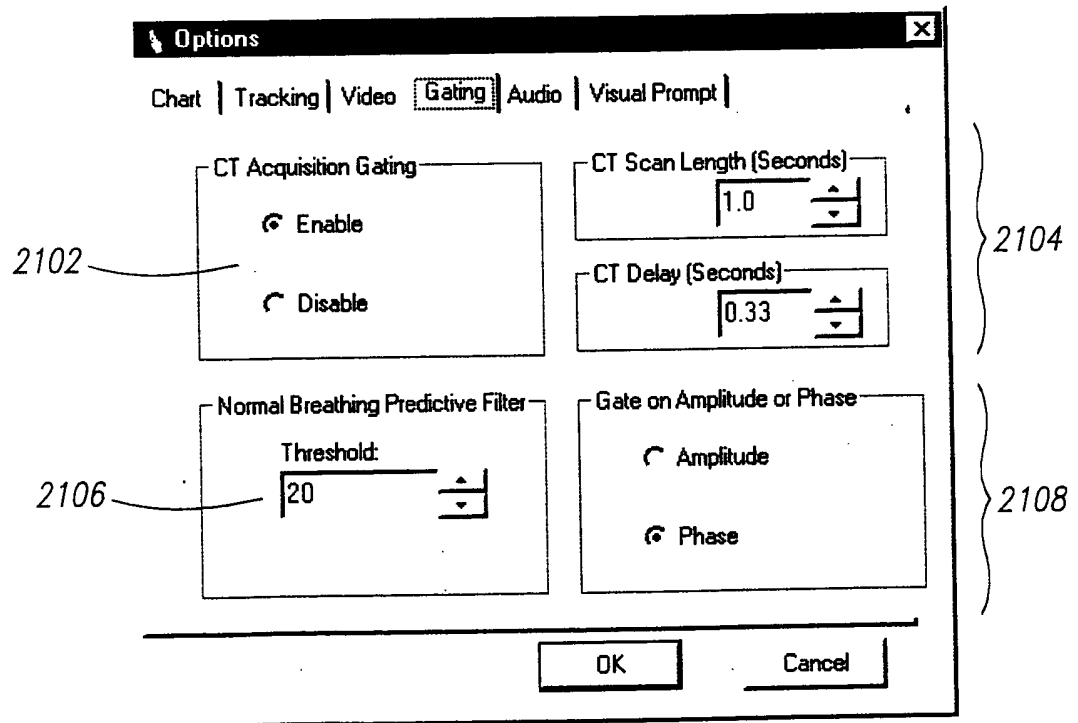 Options
Chart Tracking Video Gating Audio Visual Prompt
CT Acquisition Gating
Enable
Disable
2102
CT Scan Length (Seconds)
1.0
CT Delay (Seconds)
0.33
2104
Normal Breathing Predictive Filter
Threshold:
20
2106
Gate on Amplitude or Phase
Amplitude
Phase
2108
OK Cancel